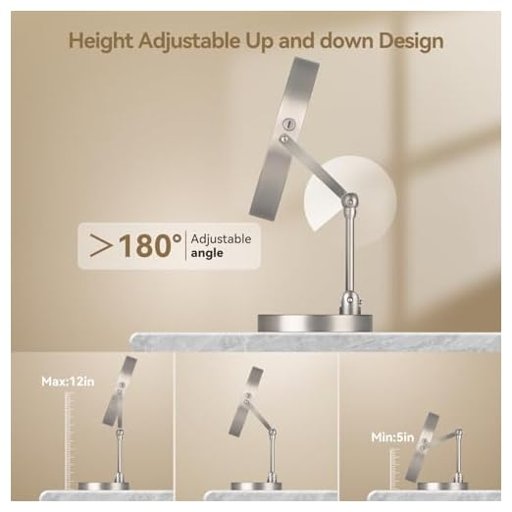 Height Adjustable Up and down Design
>180° Adjustable
angle
Max:12in
Min:5in